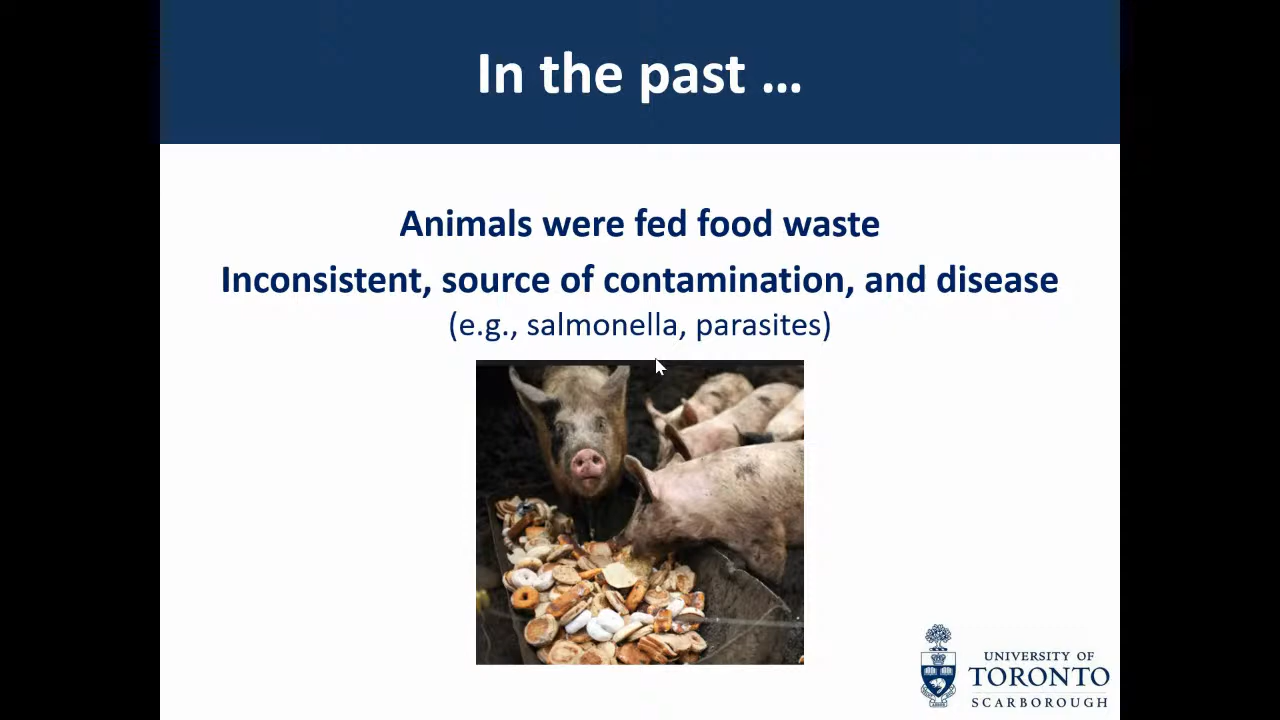 In the past ...
Animals were fed food waste
Inconsistent, source of contamination, and disease
(e.g., salmonella, parasites)
UNIVERSITY OF
TORONTO
SCARBOROUGH